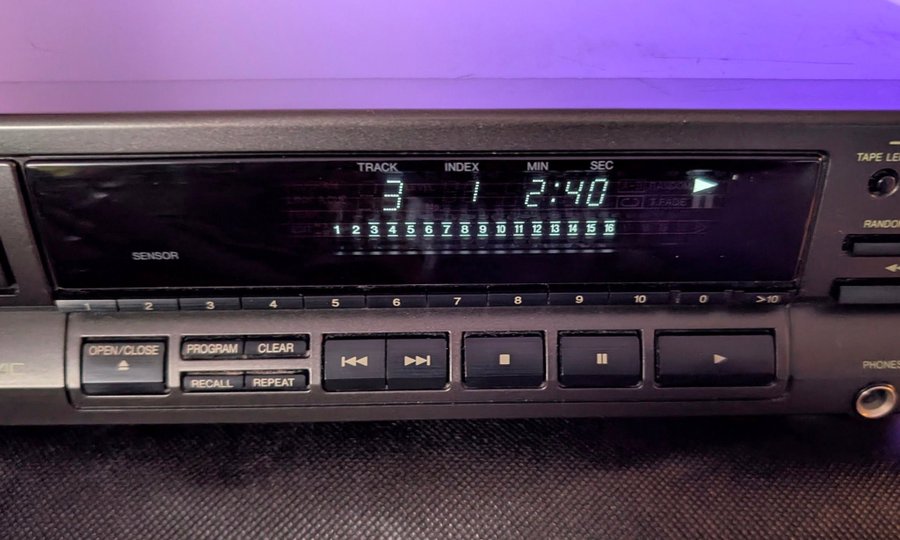 TRACK INDEX MIN SEC
TAPE LE
3 1 2:40
1 2 3 4 5 6 7 8 9 10 11 12 13 14 15 16
RANDO
SENSOR
1 2 3 4 5 6 7 8 9 10 0 >10
OPEN/CLOSE
PROGRAM CLEAR
RECALL REPEAT
PHONES